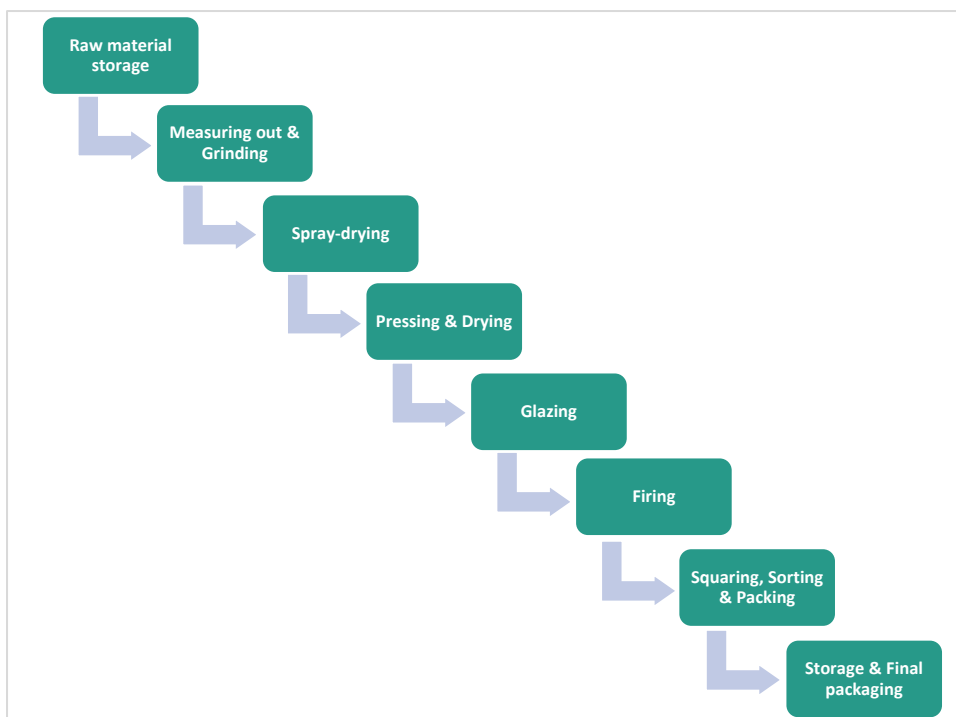 Raw material
storage
Measuring out &
Grinding
Spray-drying
Pressing & Drying
Glazing
Firing
Squaring, Sorting
& Packing
Storage & Final
packaging